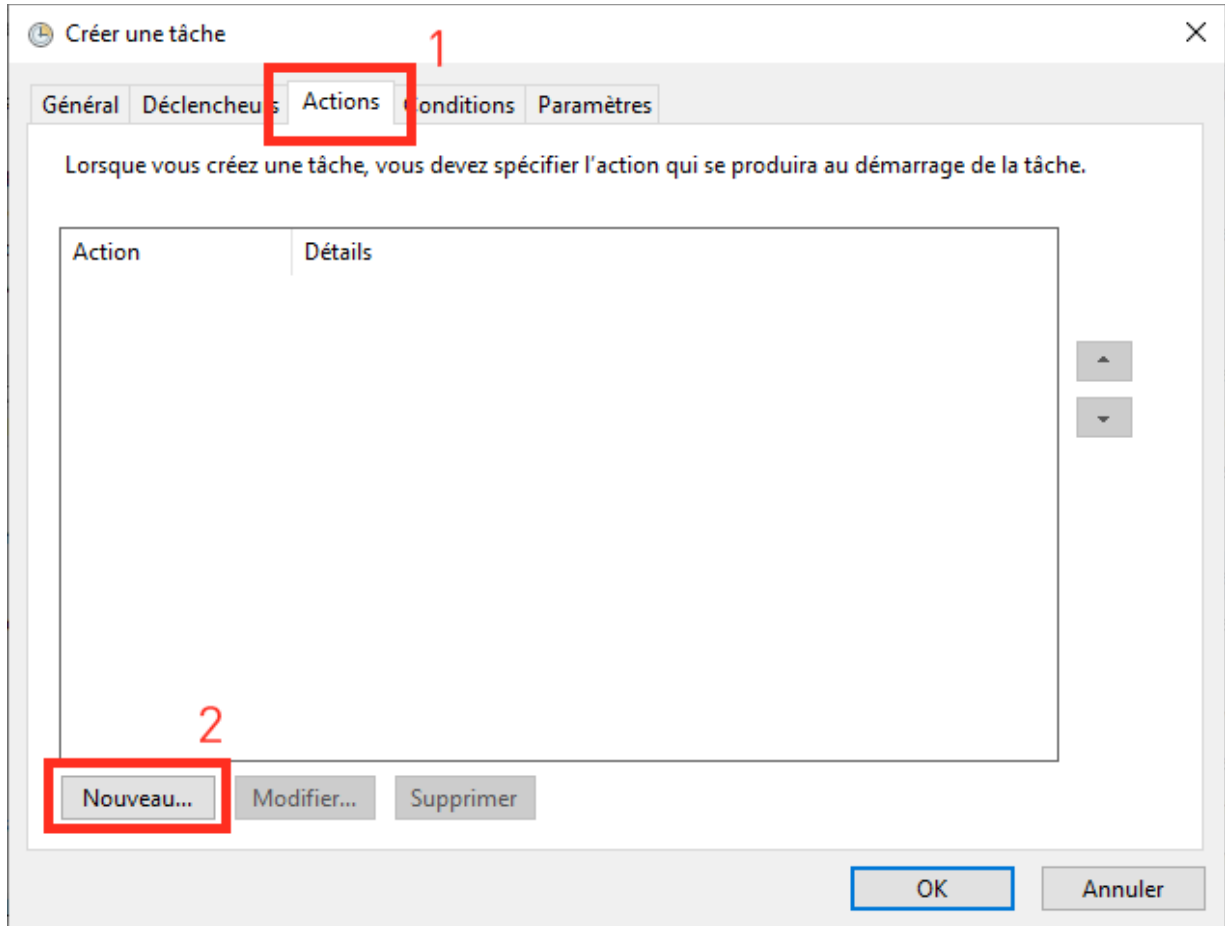 Créer une tâche
1
Général Déclencheurs Actions Conditions Paramètres
Lorsque vous créez une tâche, vous devez spécifier l'action qui se produira au démarrage de la tâche.
Action Détails
2
Nouveau... Modifier... Supprimer
OK Annuler